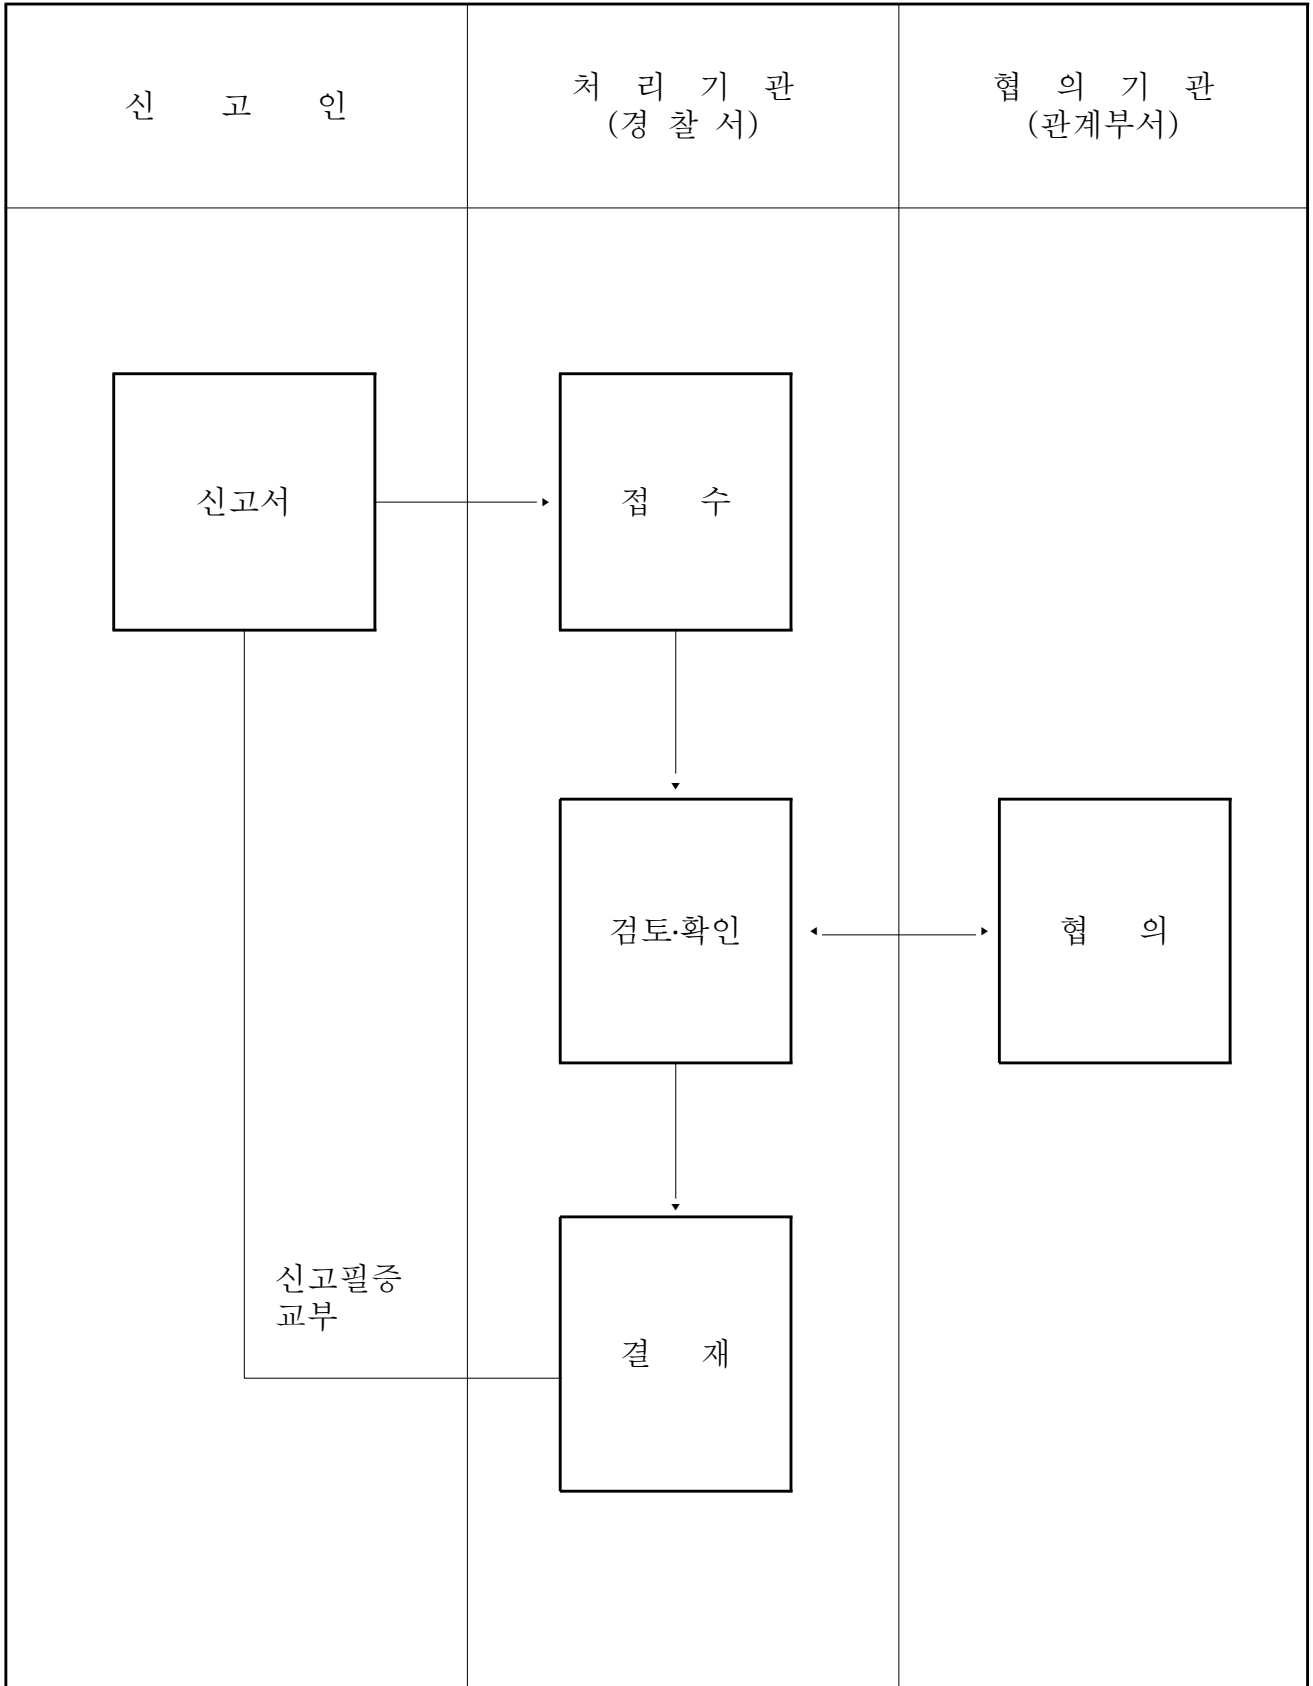 신 고 인
처 리 기 관
(경 찰 서)
협 의 기 관
(관계부서)
신고서
접 수
검토·확인
협 의
신고필증
교부
결 재